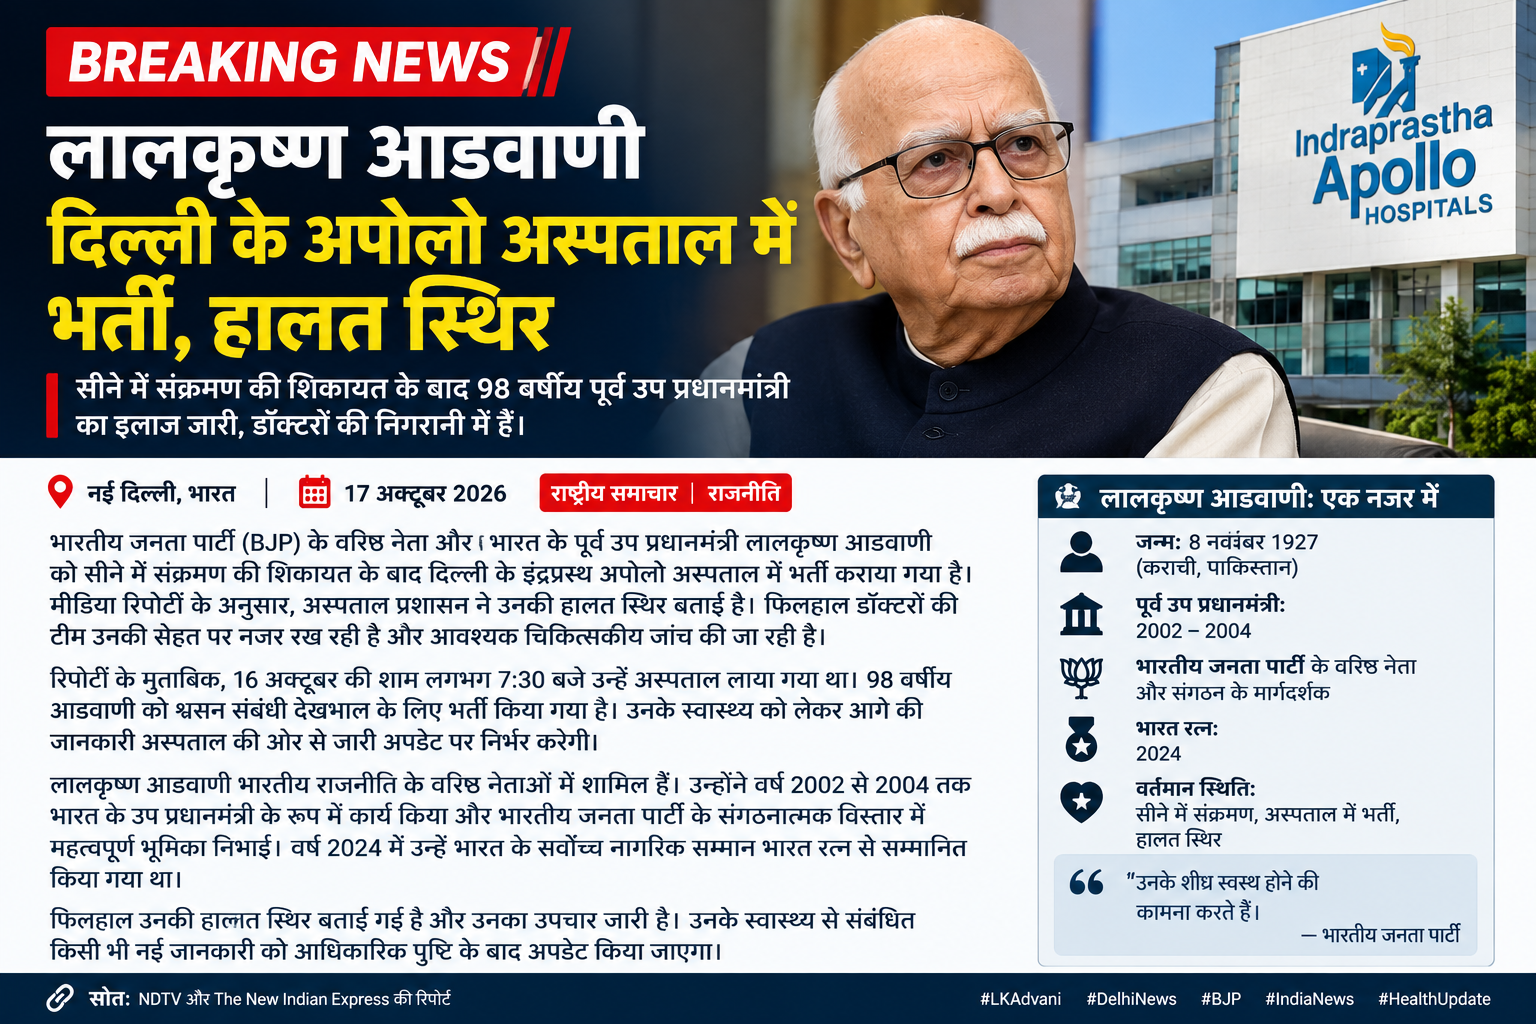 BREAKING NEWS
लालकृष्ण आडवाणी
दिल्ली के अपोलो अस्पताल में
भर्ती, हालत स्थिर
सीने में संक्रमण की शिकायत के बाद 98 बर्षीय पूर्व उप प्रधानमांत्री
का इलाज जारी, डॉक्टरों की निगरानी में हैं।
Indraprastha
Apollo
HOSPITALS
नई दिल्ली, भारत | 17 अक्टूबर 2026
राष्ट्रीय समाचार | राजनीति
भारतीय जनता पार्टी (BJP) के वरिष्ठ नेता और भारत के पूर्व उप प्रधानमंत्री लालकृष्ण आडवाणी
को सीने में संक्रमण की शिकायत के बाद दिल्ली के इंद्रप्रस्थ अपोलो अस्पताल में भर्ती कराया गया है।
मीडिया रिपोर्टों के अनुसार, अस्पताल प्रशासन ने उनकी हालत स्थिर बताई है। फिलहाल डॉक्टरों की
टीम उनकी सेहत पर नजर रख रही है और आवश्यक चिकित्सकीय जांच की जा रही है।
रिपोर्टों के मुताबिक, 16 अक्टूबर की शाम लगभग 7:30 बजे उन्हें अस्पताल लाया गया था। 98 वर्षीय
आडवाणी को श्वसन संबंधी देखभाल के लिए भर्ती किया गया है। उनके स्वास्थ्य को लेकर आगे की
जानकारी अस्पताल की ओर से जारी अपडेट पर निर्भर करेगी।
लालकृष्ण आडवाणी भारतीय राजनीति के वरिष्ठ नेताओं में शामिल हैं। उन्होंने वर्ष 2002 से 2004 तक
भारत के उप प्रधानमंत्री के रूप में कार्य किया और भारतीय जनता पार्टी के संगठनात्मक विस्तार में
महत्वपूर्ण भूमिका निभाई। वर्ष 2024 में उन्हें भारत के सर्वोच्च नागरिक सम्मान भारत रत्न से सम्मानित
किया गया था।
फिलहाल उनकी हालत स्थिर बताई गई है और उनका उपचार जारी है। उनके स्वास्थ्य से संबंधित
किसी भी नई जानकारी को आधिकारिक पुष्टि के बाद अपडेट किया जाएगा।
लालकृष्ण आडवाणी: एक नजर में
जन्म: 8 नवंबर 1927
(कराची, पाकिस्तान)
पूर्व उप प्रधानमंत्री:
2002 – 2004
भारतीय जनता पार्टी के वरिष्ठ नेता
और संगठन के मार्गदर्शक
भारत रत्न:
2024
वर्तमान स्थिति:
सीने में संक्रमण, अस्पताल में भर्ती,
हालत स्थिर
"उनके शीघ्र स्वस्थ होने की
कामना करते हैं।
– भारतीय जनता पार्टी
सोत: NDTV और The New Indian Express की रिपोर्ट
#LKAdvani #DelhiNews #BJP #IndiaNews #HealthUpdate